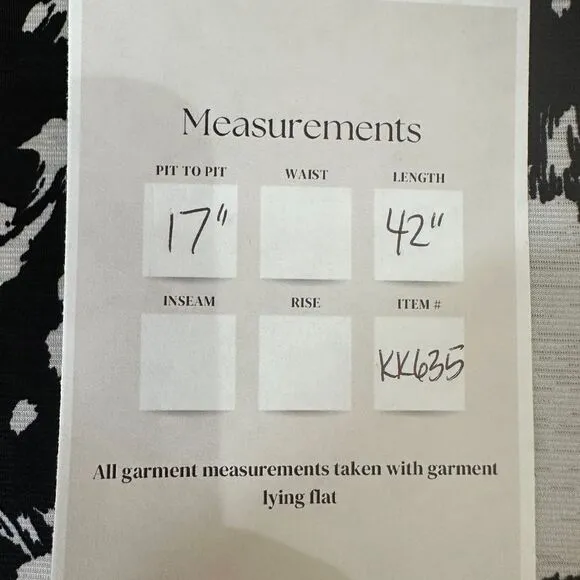 Measurements
PIT TO PIT WAIST LENGTH
17" 42"
INSEAM RISE ITEM #
KK635
All garment measurements taken with garment
lying flat